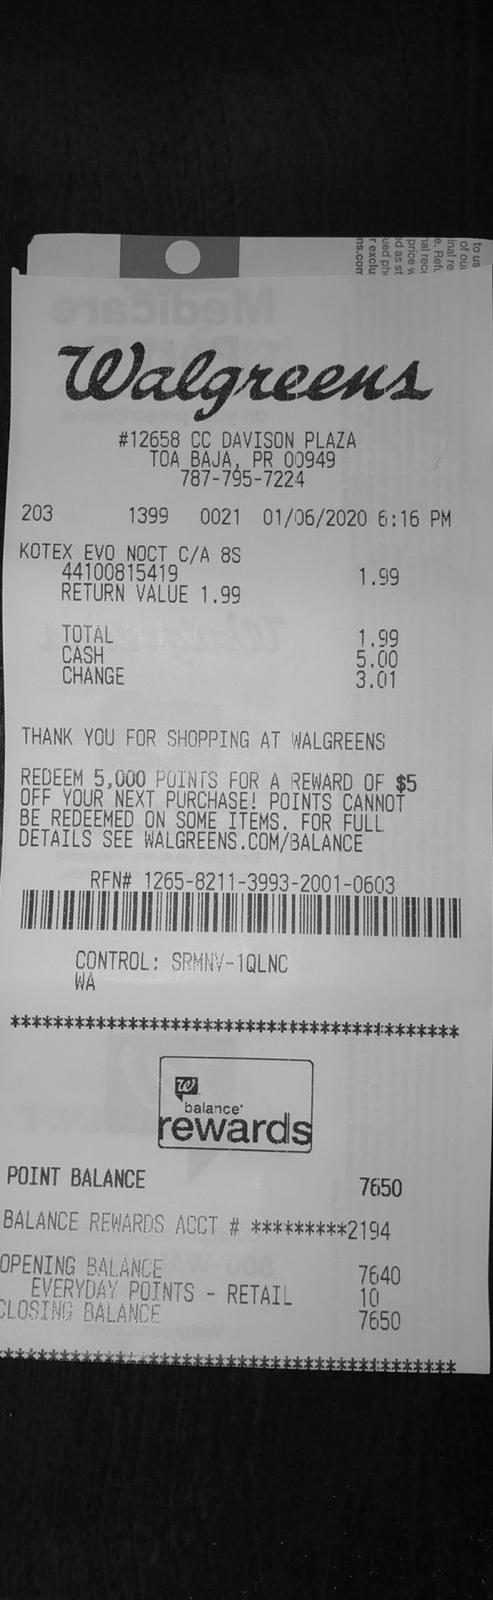 Walgreens
#12658 CC DAVISON PLAZA
TOA BAJA, PR 00949
787-795-7224
203 1399 0021 01/06/2020 6:16 PM
KOTEX EVO NOCT C/A 8S
44100815419 1.99
RETURN VALUE 1.99
TOTAL 1.99
CASH 5.00
CHANGE 3.01
THANK YOU FOR SHOPPING AT WALGREENS
REDEEM 5,000 POINTS FOR A REWARD OF $5
OFF YOUR NEXT PURCHASE! POINTS CANNOT
BE REDEEMED ON SOME ITEMS. FOR FULL
DETAILS SEE WALGREENS.COM/BALANCE
RFN# 1265-8211-3993-2001-0603
CONTROL: SRMNV-1QLNC
WA
******************************************
W
balance
rewards
POINT BALANCE 7650
BALANCE REWARDS ACCT # *********2194
OPENING BALANCE 7640
EVERYDAY POINTS - RETAIL 10
CLOSING BALANCE 7650
******************************************